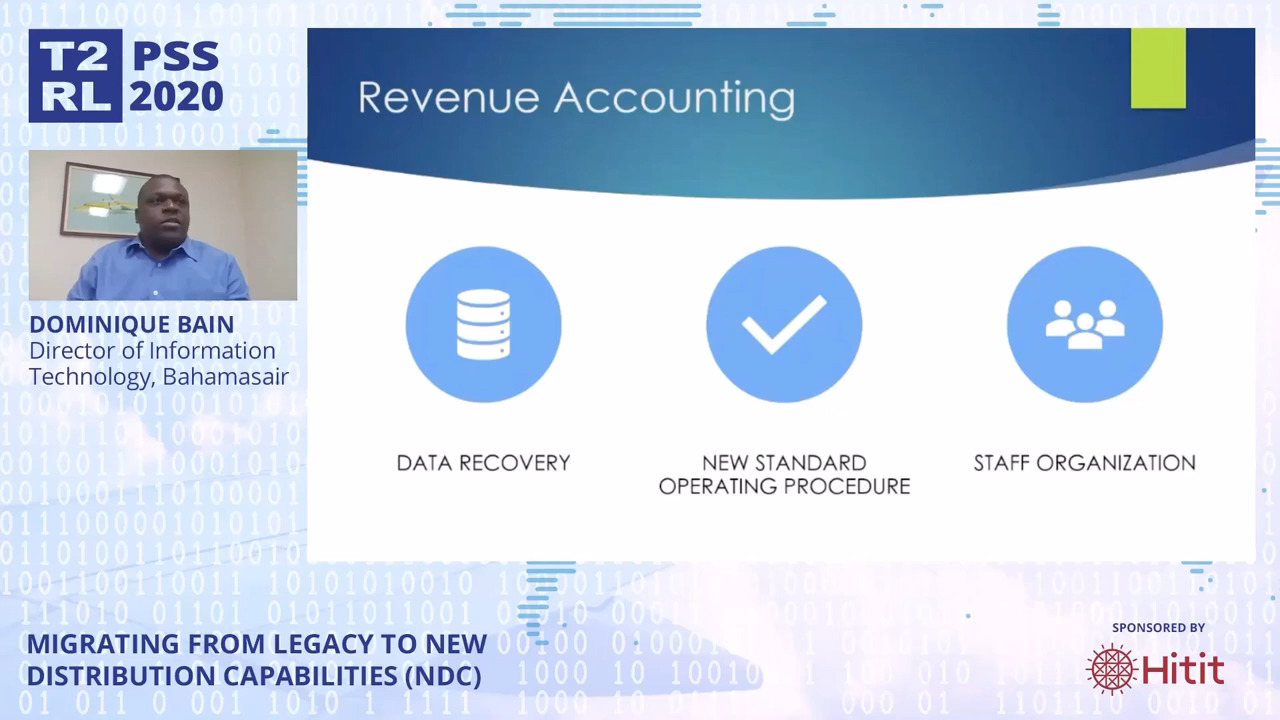 T2
RL
PSS
2020
Revenue Accounting
DOMINIQUE BAIN
Director of Information
Technology, Bahamasair
DATA RECOVERY
NEW STANDARD
OPERATING PROCEDURE
STAFF ORGANIZATION
MIGRATING FROM LEGACY TO NEW
DISTRIBUTION CAPABILITIES (NDC)
SPONSORED BY
Hitit